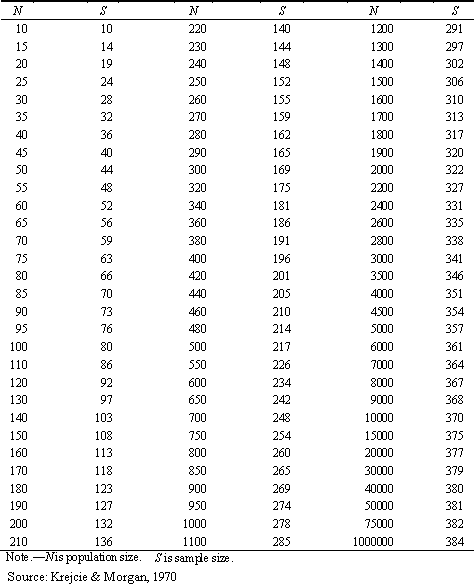 N S N S N S
10 10 220 140 1200 291
15 14 230 144 1300 297
20 19 240 148 1400 302
25 24 250 152 1500 306
30 28 260 155 1600 310
35 32 270 159 1700 313
40 36 280 162 1800 317
45 40 290 165 1900 320
50 44 300 169 2000 322
55 48 320 175 2200 327
60 52 340 181 2400 331
65 56 360 186 2600 335
70 59 380 191 2800 338
75 63 400 196 3000 341
80 66 420 201 3500 346
85 70 440 205 4000 351
90 73 460 210 4500 354
95 76 480 214 5000 357
100 80 500 217 6000 361
110 86 550 226 7000 364
120 92 600 234 8000 367
130 97 650 242 9000 368
140 103 700 248 10000 370
150 108 750 254 15000 375
160 113 800 260 20000 377
170 118 850 265 30000 379
180 123 900 269 40000 380
190 127 950 274 50000 381
200 132 1000 278 75000 382
210 136 1100 285 1000000 384
Note.—N is population size. S is sample size.
Source: Krejcie & Morgan, 1970